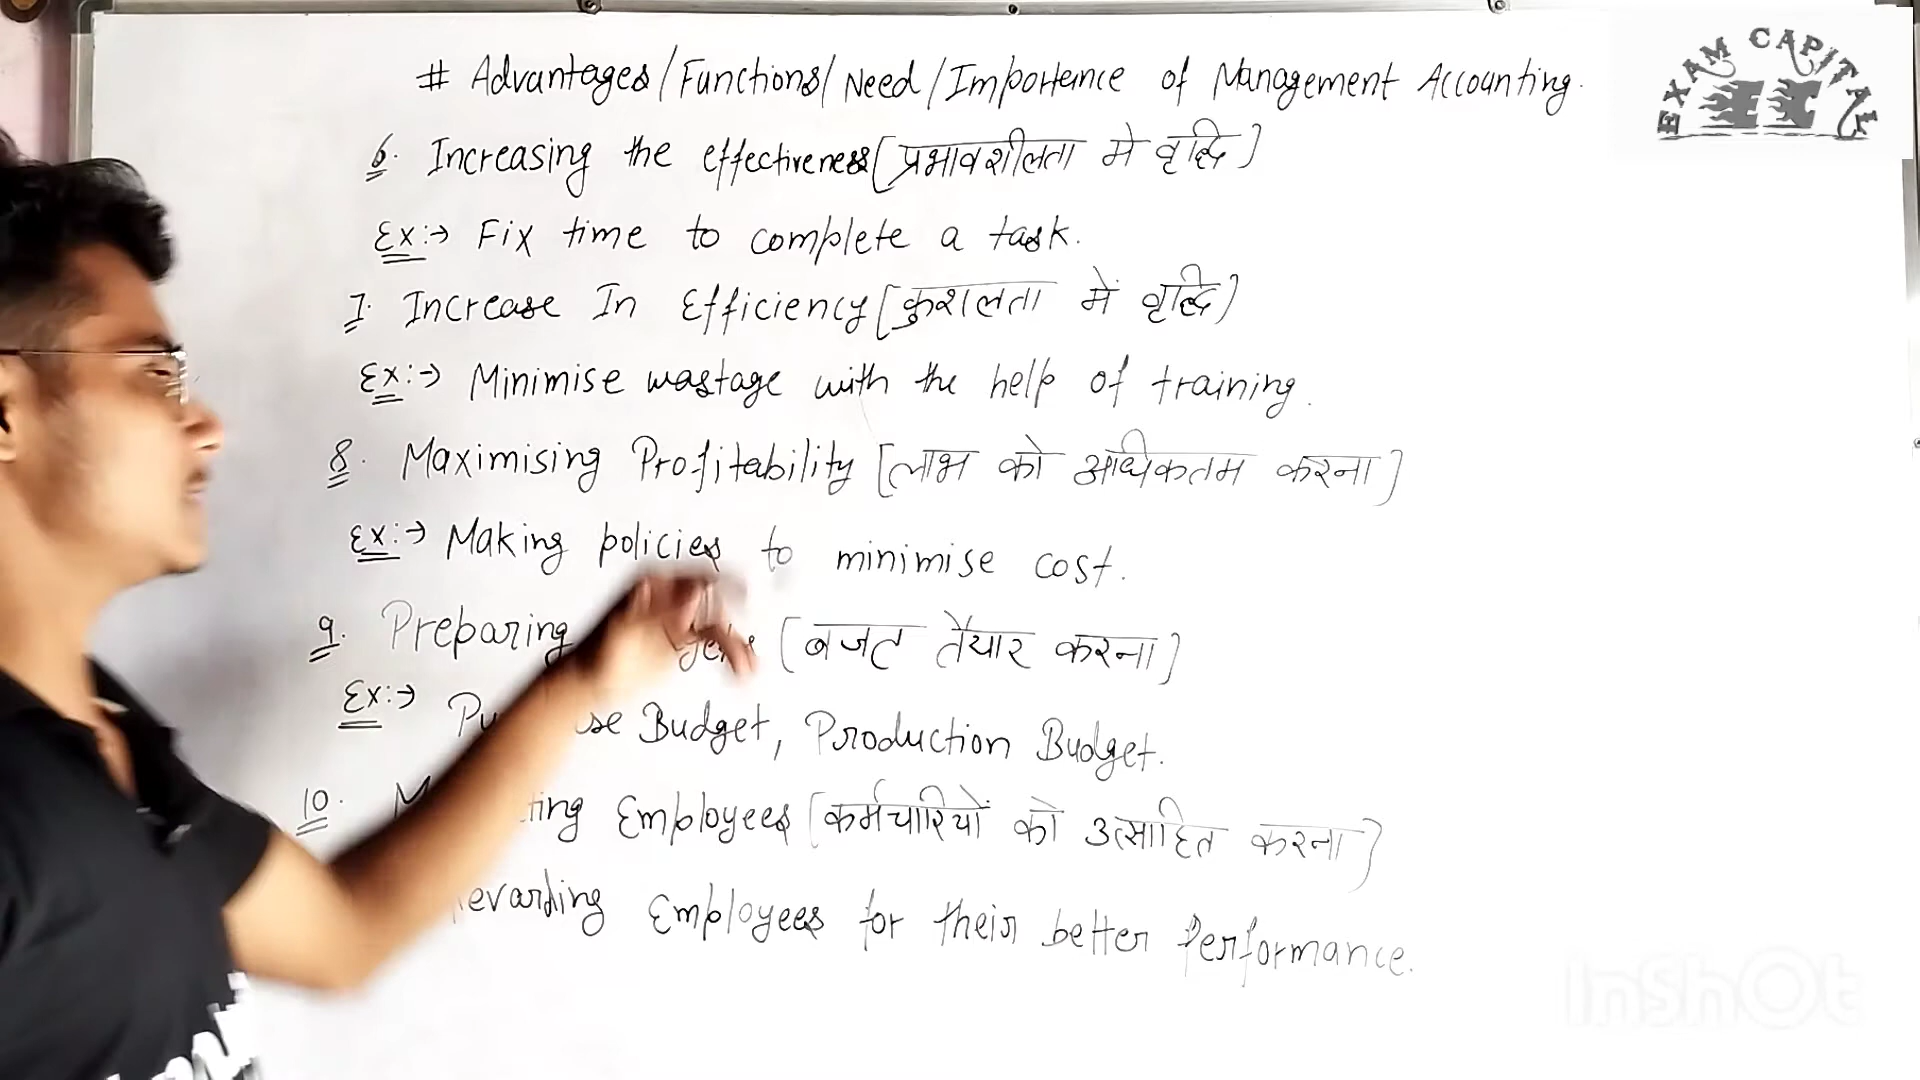 # Advantages/Functions/Need/Importance of Management Accounting.
EXAM CAPITAL
EC
6. Increasing the effectiveness [प्रभावशीलता मे वृद्धि]
Ex:→ Fix time to complete a task.
7. Increase In Efficiency [कुशलता में वृद्धि]
Ex:→ Minimise wastage with the help of training.
8. Maximising Profitability [लाभ को अधिकतम करना]
Ex:→ Making policies to minimise cost.
9. Preparing [बजट तैयार करना]
Ex:→ Budget, Production Budget.
10. Employees [कर्मचारियों को उत्साहित करना]
Employees for their better Performance.
InShOt